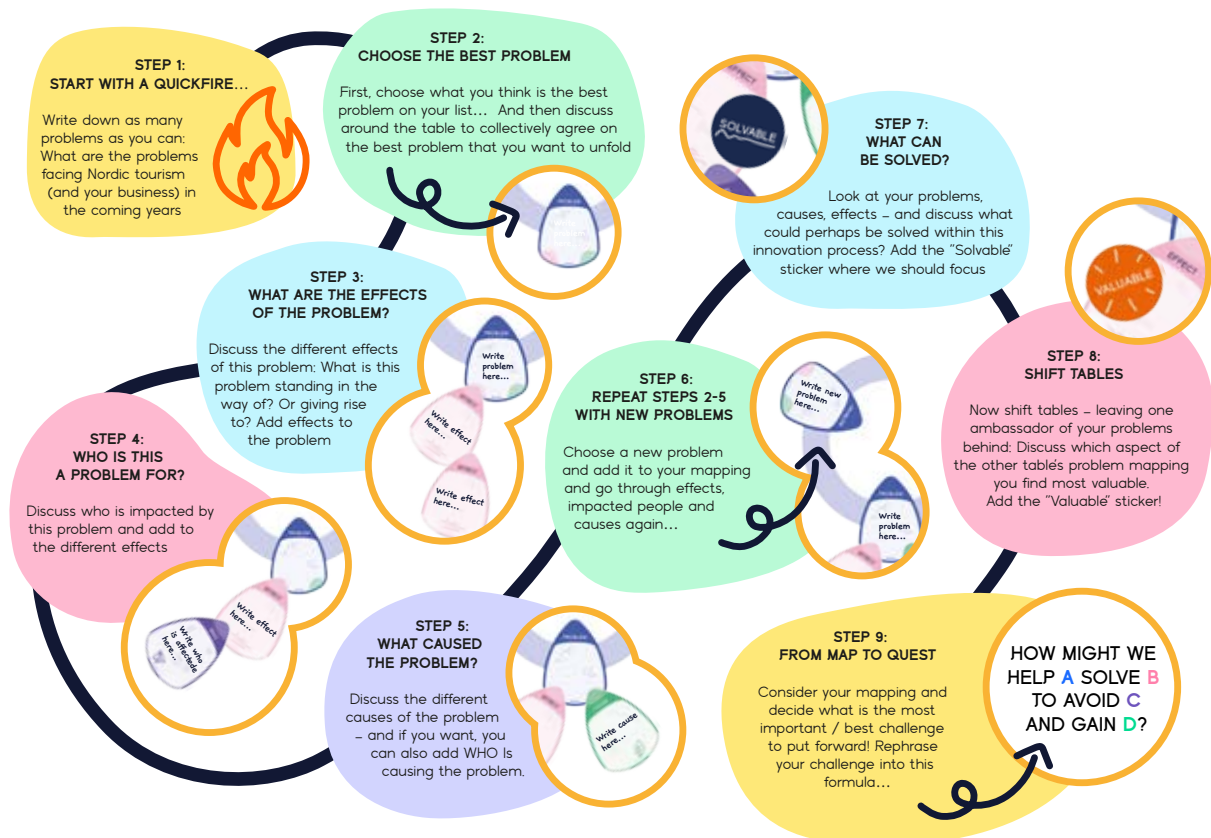 STEP 1:
START WITH A QUICKFIRE...
Write down as many
problems as you can:
What are the problems
facing Nordic tourism
(and your business) in
the coming years
STEP 2:
CHOOSE THE BEST PROBLEM
First, choose what you think is the best
problem on your list... And then discuss
around the table to collectively agree on
the best problem that you want to unfold
PROBLEM
STEP 3:
WHAT ARE THE EFFECTS
OF THE PROBLEM?
Discuss the different effects
of this problem: What is this
problem standing in the
way of? Or giving rise
to? Add effects to
the problem
PROBLEM
Write
problem
here...
Write effect
here...
Write effect
here...
STEP 4:
WHO IS THIS
A PROBLEM FOR?
Discuss who is impacted by
this problem and add to
the different effects
Write effect
here...
Write who
is affectede
here...
STEP 5:
WHAT CAUSED
THE PROBLEM?
Discuss the different
causes of the problem
– and if you want, you
can also add WHO Is
causing the problem.
PROBLEM
Write cause
here...
STEP 6:
REPEAT STEPS 2-5
WITH NEW PROBLEMS
Choose a new problem
and add it to your mapping
and go through effects,
impacted people and
causes again...
Write new
problem
here...
Write
problem
here...
STEP 7:
WHAT CAN
BE SOLVED?
Look at your problems,
causes, effects – and discuss what
could perhaps be solved within this
innovation process? Add the "Solvable"
sticker where we should focus
EFFECT
SOLVABLE
STEP 8:
SHIFT TABLES
Now shift tables – leaving one
ambassador of your problems
behind: Discuss which aspect of
the other table's problem mapping
you find most valuable.
Add the "Valuable" sticker!
EFFECT
VALUABLE
STEP 9:
FROM MAP TO QUEST
Consider your mapping and
decide what is the most
important / best challenge
to put forward! Rephrase
your challenge into this
formula...
HOW MIGHT WE
HELP A SOLVE B
TO AVOID C
AND GAIN D?